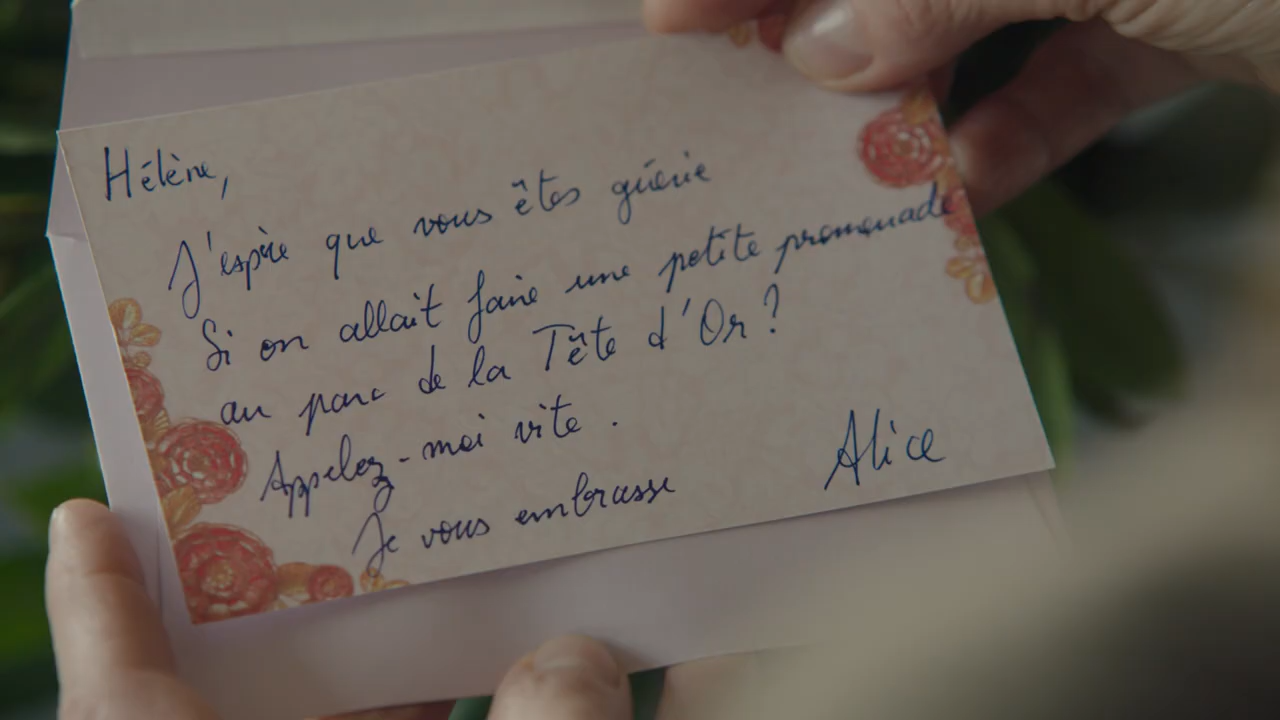 Hélène,
J'espère que vous êtes guérie
Si on allait faire une petite promenade
au parc de la Tête d'Or ?
Appelez-moi vite .
Je vous embrasse
Alice